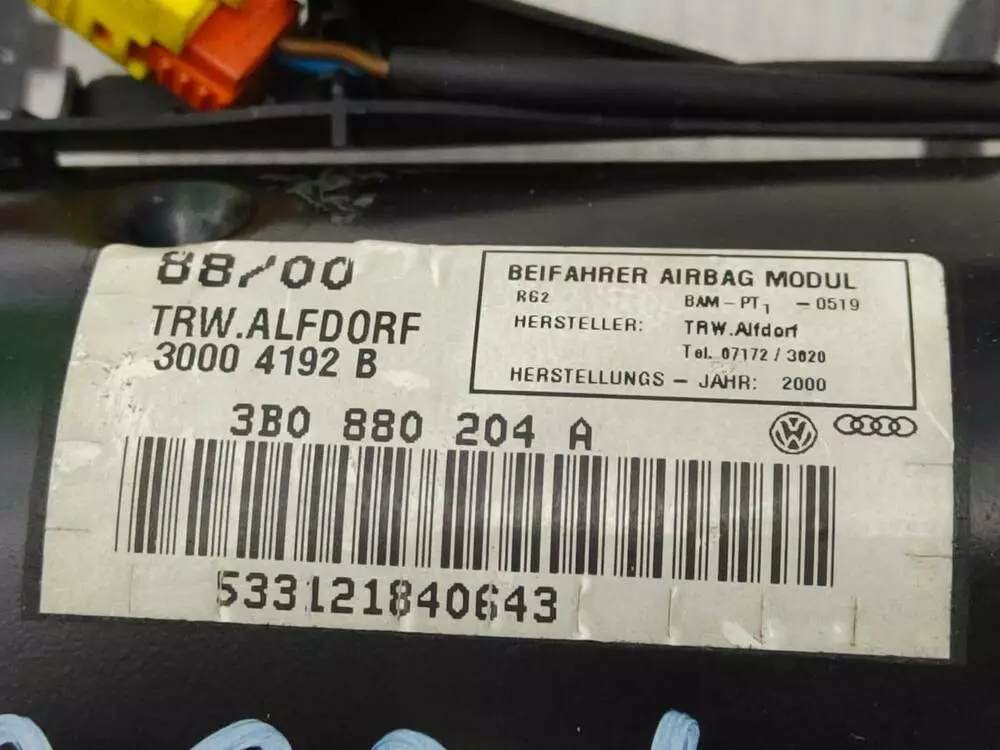 88/00
TRW.ALFDORF
3000 4192 B
BEIFAHRER AIRBAG MODUL
RG2 BAM-PT1 -0519
HERSTELLER: TRW.Alfdorf
Tel. 07172/3620
HERSTELLUNGS - JAHR: 2000
3B0 880 204 A
533121840643